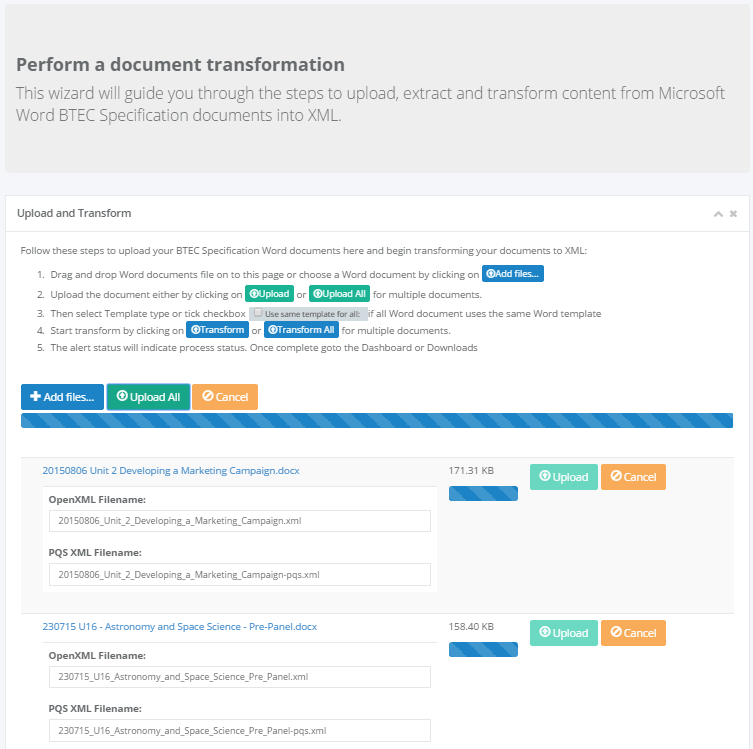 Perform a document transformation
This wizard will guide you through the steps to upload, extract and transform content from Microsoft
Word BTEC Specification documents into XML.
Upload and Transform
Follow these steps to upload your BTEC Specification Word documents here and begin transforming your documents to XML:
1. Drag and drop Word documents file on to this page or choose a Word document by clicking on Add files...
2. Upload the document either by clicking on Upload or Upload All for multiple documents.
3. Then select Template type or tick checkbox Use same template for all: if all Word document uses the same Word template
4. Start transform by clicking on Transform or Transform All for multiple documents.
5. The alert status will indicate process status. Once complete goto the Dashboard or Downloads
Add files... Upload All Cancel
20150806 Unit 2 Developing a Marketing Campaign.docx 171.31 KB Upload Cancel
OpenXML Filename:
20150806_Unit_2_Developing_a_Marketing_Campaign.xml
PQS XML Filename:
20150806_Unit_2_Developing_a_Marketing_Campaign-pqs.xml
230715 U16 - Astronomy and Space Science - Pre-Panel.docx 158.40 KB Upload Cancel
OpenXML Filename:
230715_U16_Astronomy_and_Space_Science_Pre_Panel.xml
PQS XML Filename:
230715_U16_Astronomy_and_Space_Science_Pre_Panel-pqs.xml